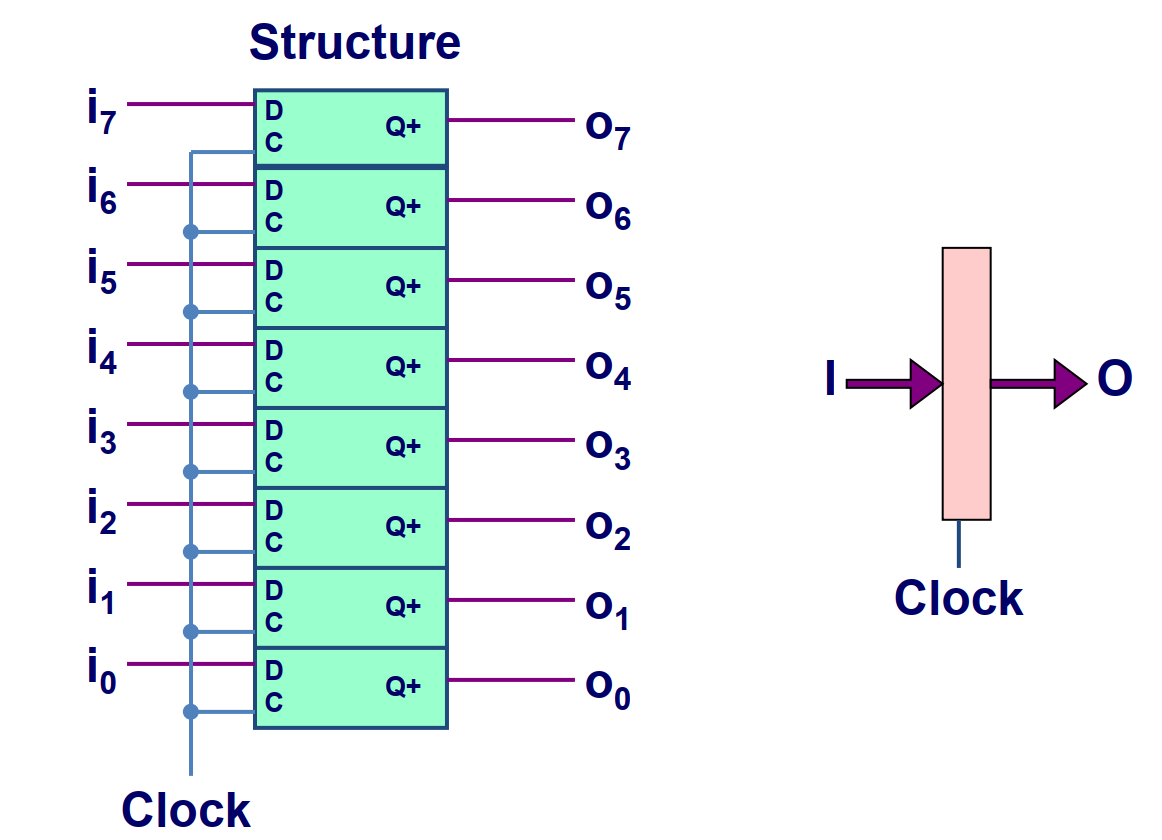 Structure
i7 D C Q+ o7
i6 D C Q+ o6
i5 D C Q+ o5
i4 D C Q+ o4
i3 D C Q+ o3
i2 D C Q+ o2
i1 D C Q+ o1
i0 D C Q+ o0
Clock
I O
Clock